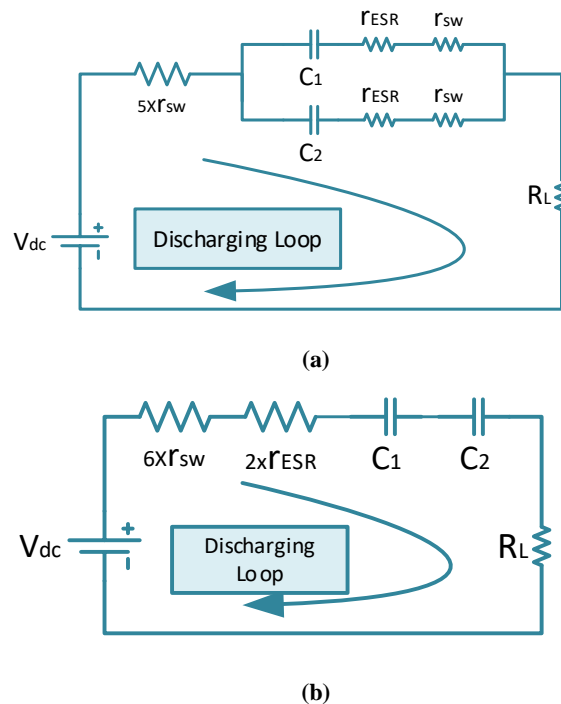 rESR
rsw
C1
5xrsw
rESR
rsw
C2
RL
Vdc
+
-
Discharging Loop
(a)
6xrsw
2xrESR
C1
C2
Vdc
+
-
Discharging
Loop
RL
(b)